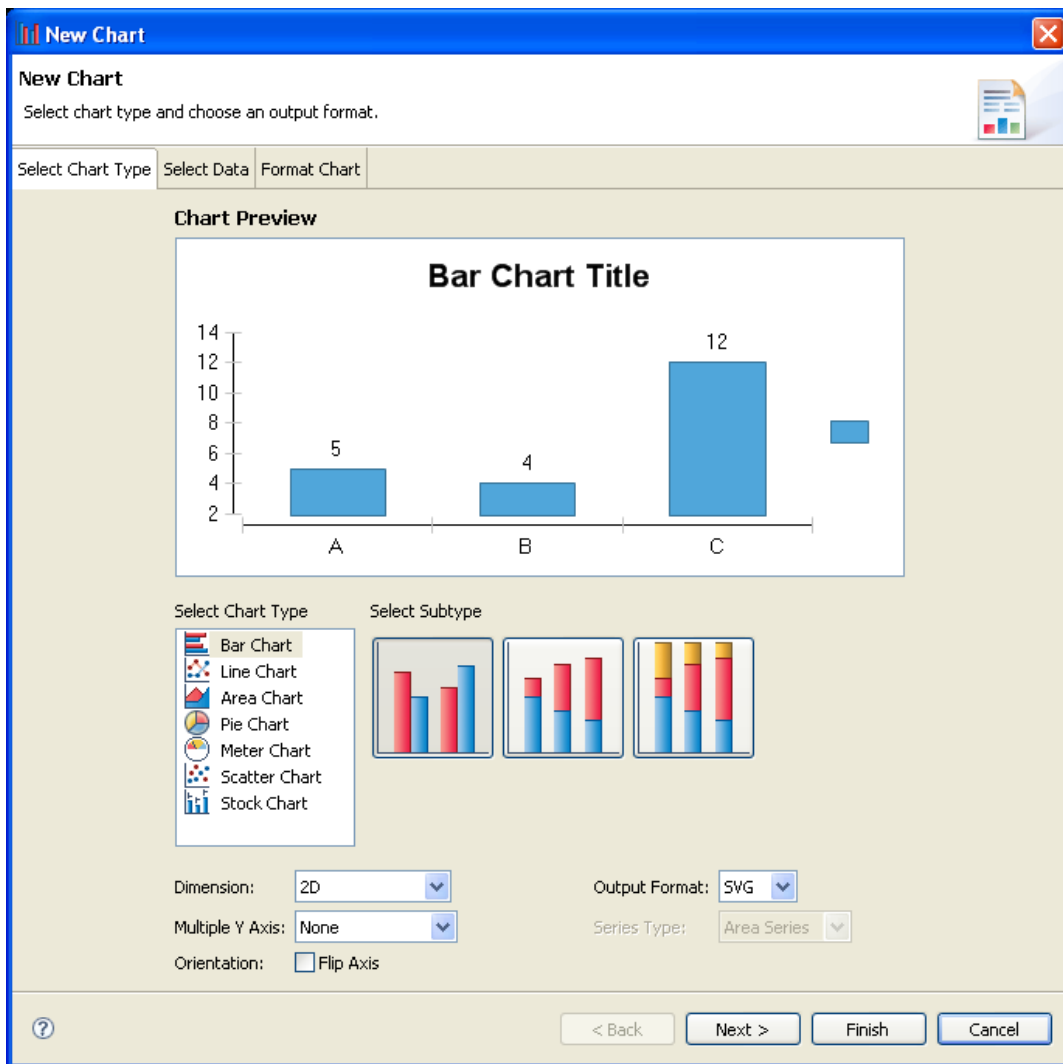 New Chart
New Chart
Select chart type and choose an output format.
Select Chart Type Select Data Format Chart
Chart Preview
Bar Chart Title
14
12
10
8
6
4
2
5
4
12
A B C
Select Chart Type Select Subtype
Bar Chart
Line Chart
Area Chart
Pie Chart
Meter Chart
Scatter Chart
Stock Chart
Dimension: 2D Output Format: SVG
Multiple Y Axis: None Series Type: Area Series
Orientation: Flip Axis
? < Back Next > Finish Cancel